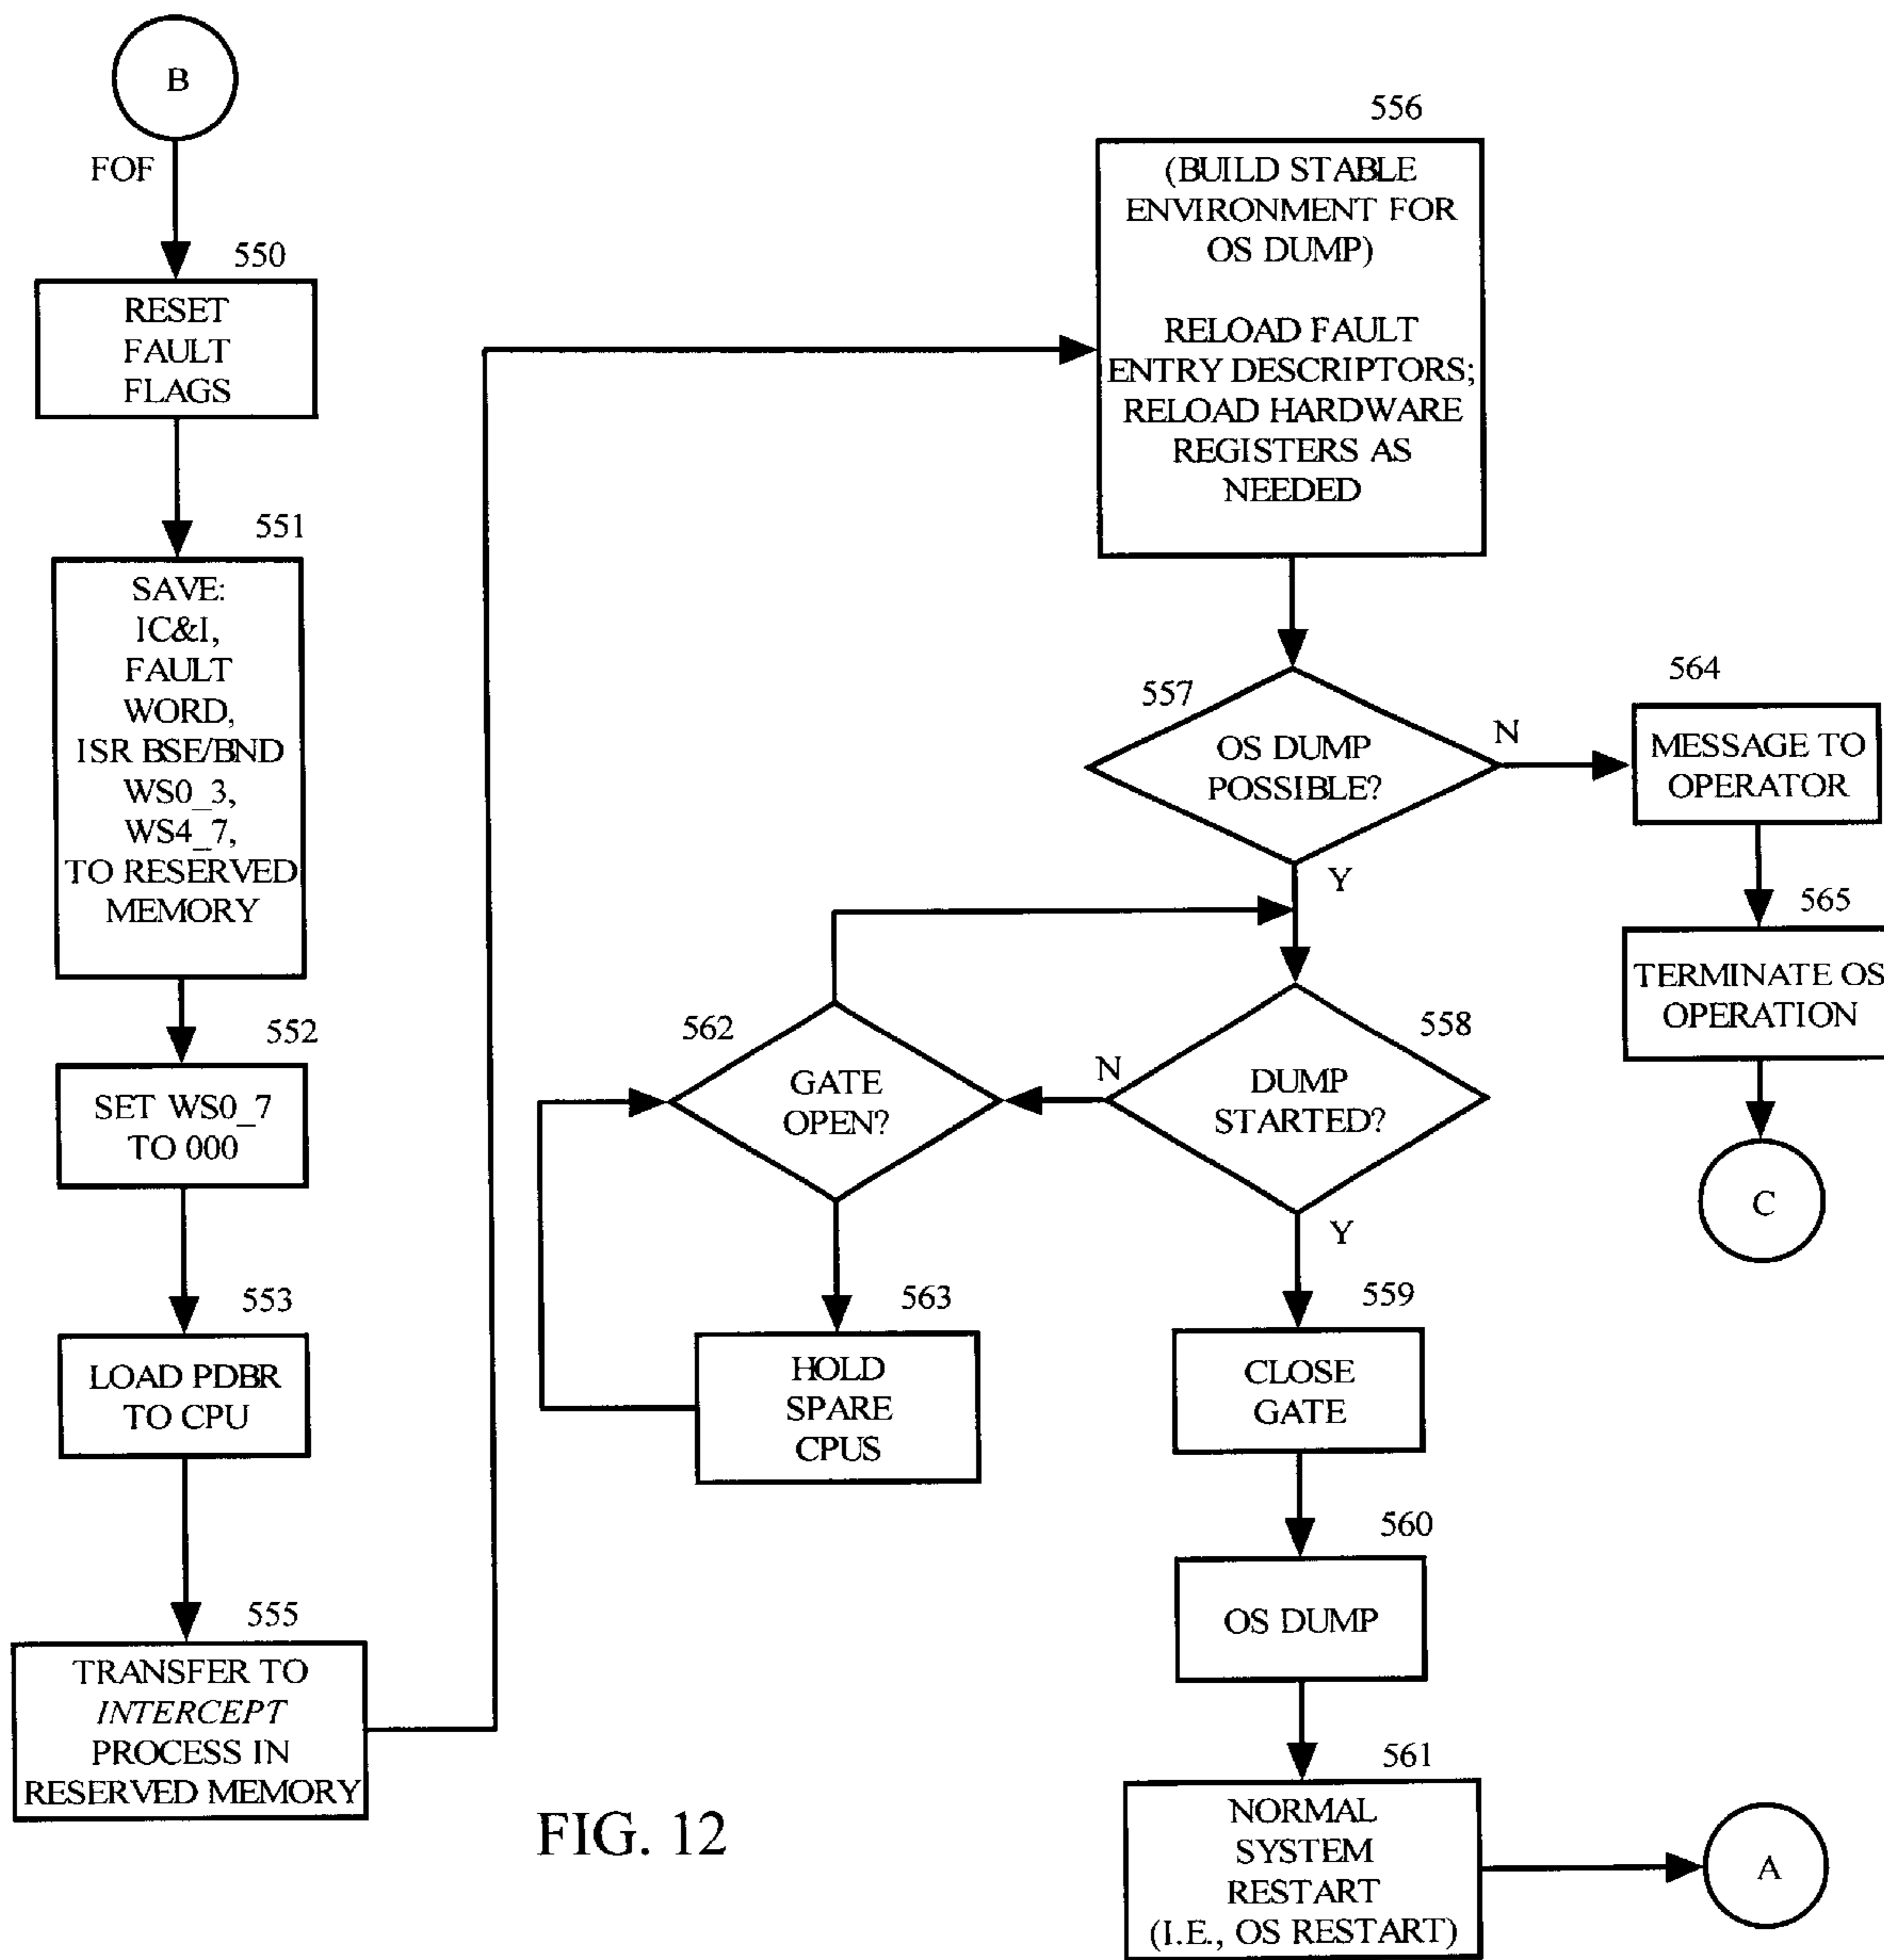 B
FOF
550
RESET
FAULT
FLAGS
551
SAVE:
IC&I,
FAULT
WORD,
ISR BSE/BND
WS0_3,
WS4_7,
TO RESERVED
MEMORY
552
SET WS0_7
TO 000
553
LOAD PDBR
TO CPU
555
TRANSFER TO
INTERCEPT
PROCESS IN
RESERVED MEMORY
556
(BUILD STABLE
ENVIRONMENT FOR
OS DUMP)
RELOAD FAULT
ENTRY DESCRIPTORS;
RELOAD HARDWARE
REGISTERS AS
NEEDED
557
OS DUMP
POSSIBLE?
N
Y
564
MESSAGE TO
OPERATOR
565
TERMINATE OS
OPERATION
C
558
DUMP
STARTED?
N
Y
562
GATE
OPEN?
563
HOLD
SPARE
CPUS
559
CLOSE
GATE
560
OS DUMP
561
NORMAL
SYSTEM
RESTART
(I.E., OS RESTART)
A
FIG. 12